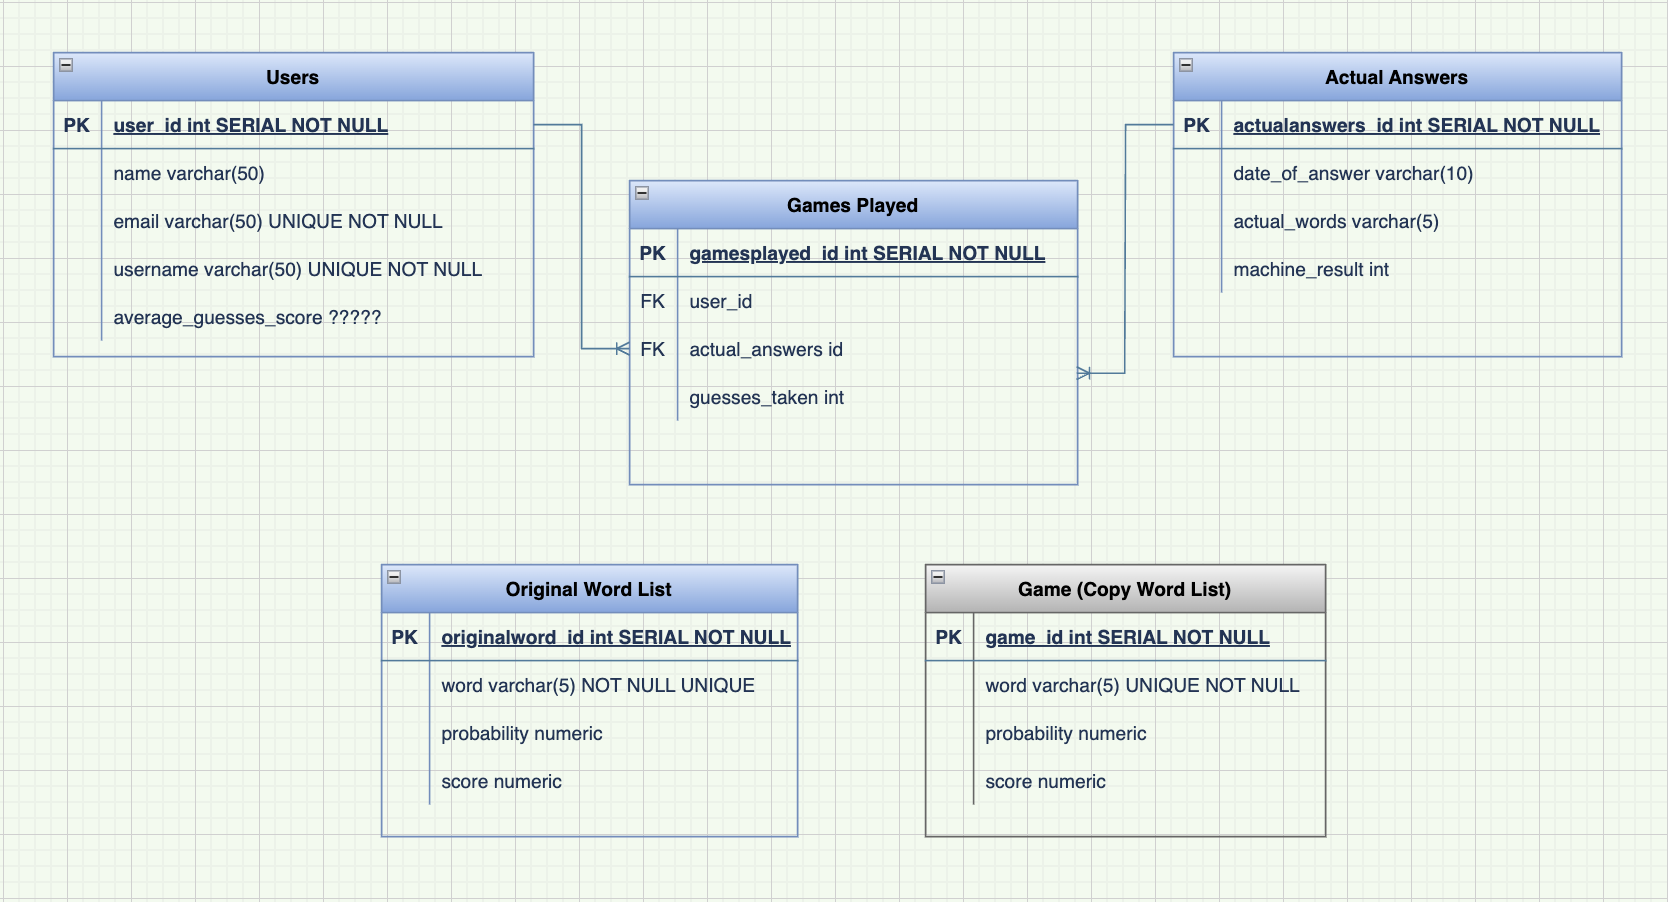 Users
PK user_id int SERIAL NOT NULL
name varchar(50)
email varchar(50) UNIQUE NOT NULL
username varchar(50) UNIQUE NOT NULL
average_guesses_score ?????
Games Played
PK gamesplayed_id int SERIAL NOT NULL
FK user_id
FK actual_answers id
guesses_taken int
Actual Answers
PK actualanswers_id int SERIAL NOT NULL
date_of_answer varchar(10)
actual_words varchar(5)
machine_result int
Original Word List
PK originalword_id int SERIAL NOT NULL
word varchar(5) NOT NULL UNIQUE
probability numeric
score numeric
Game (Copy Word List)
PK game_id int SERIAL NOT NULL
word varchar(5) UNIQUE NOT NULL
probability numeric
score numeric